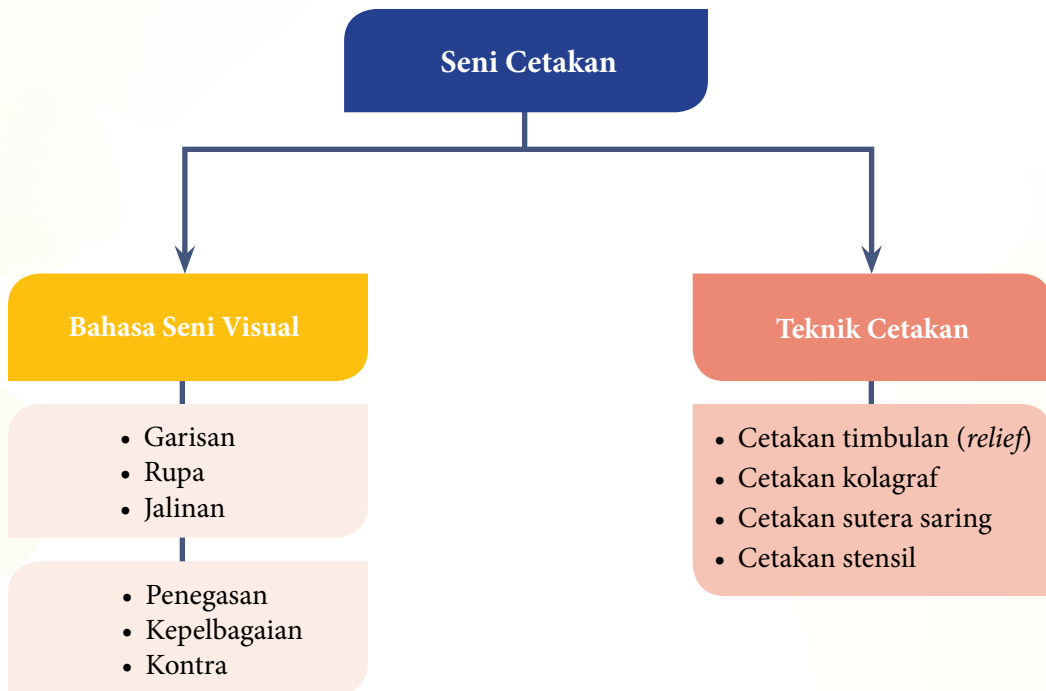 Seni Cetakan
Bahasa Seni Visual
• Garisan
• Rupa
• Jalinan
• Penegasan
• Kepelbagaian
• Kontra
Teknik Cetakan
• Cetakan timbulan (relief)
• Cetakan kolagraf
• Cetakan sutera saring
• Cetakan stensil